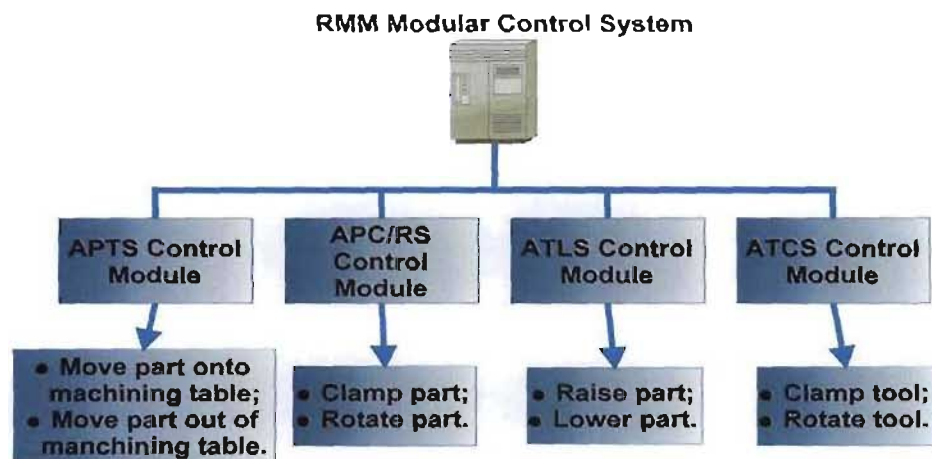 RMM Modular Control System
APTS Control
Module
APC/RS
Control
Module
ATLS Control
Module
ATCS Control
Module
● Move part onto
machining table;
● Move part out of
manchining table.
● Clamp part;
● Rotate part.
● Raise part;
● Lower part.
● Clamp tool;
● Rotate tool.